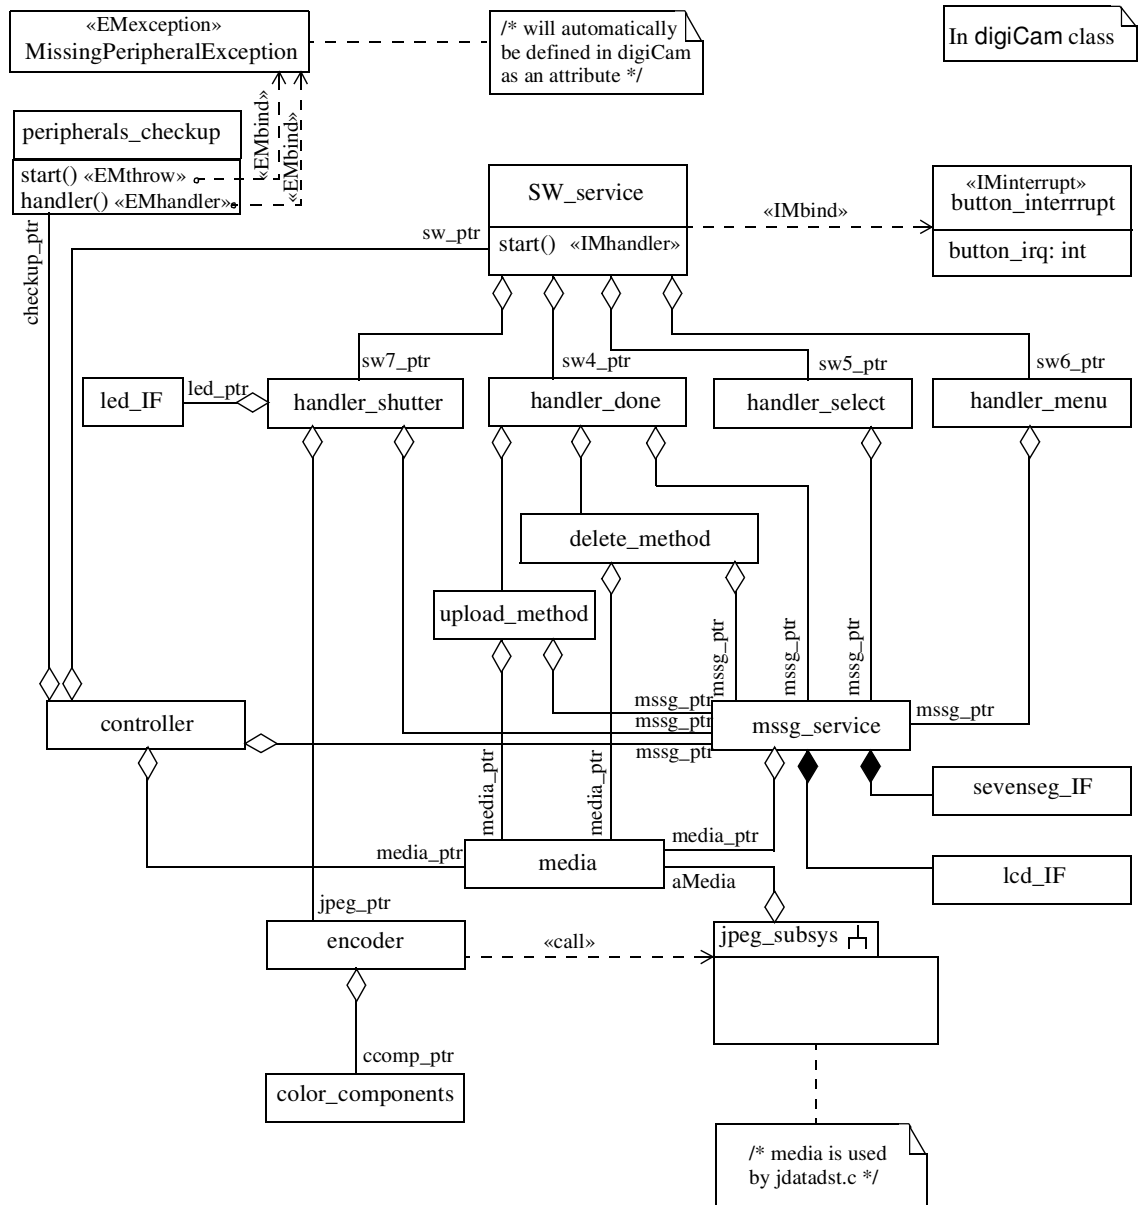 «EMexception»
MissingPeripheralException
/* will automatically
be defined in digiCam
as an attribute */
In digiCam class
peripherals_checkup
start() «EMthrow»
handler() «EMhandler»
«EMbind»
«EMbind»
checkup_ptr
sw_ptr
SW_service
start() «IMhandler»
«IMbind»
«IMinterrupt»
button_interrrupt
button_irq: int
sw7_ptr
sw4_ptr
sw5_ptr
sw6_ptr
led_IF
led_ptr
handler_shutter
handler_done
handler_select
handler_menu
delete_method
upload_method
mssg_ptr
mssg_ptr
mssg_ptr
mssg_ptr
mssg_ptr
mssg_ptr
mssg_ptr
controller
mssg_service
media_ptr
media_ptr
media_ptr
media_ptr
sevenseg_IF
media
aMedia
lcd_IF
jpeg_ptr
encoder
«call»
jpeg_subsys
ccomp_ptr
color_components
/* media is used
by jdatadst.c */